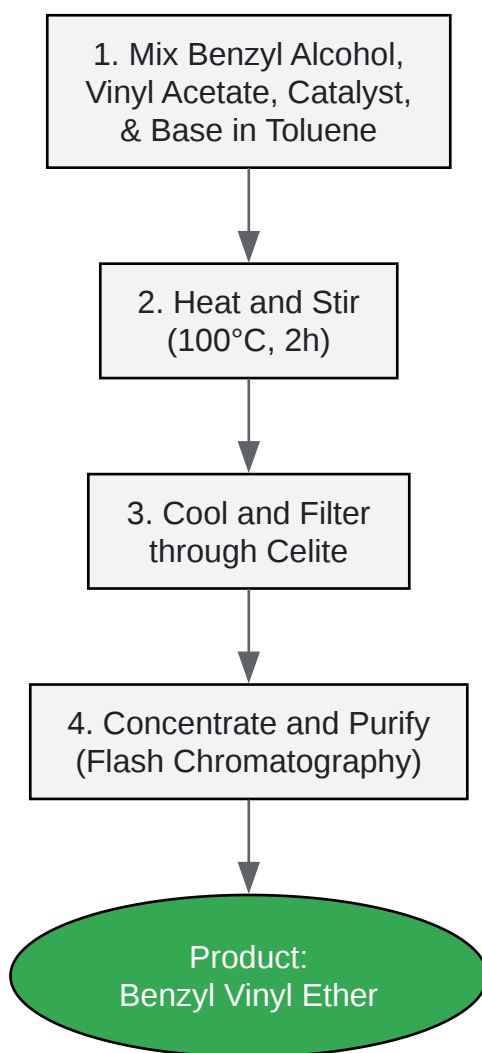 1. Mix Benzyl Alcohol,
Vinyl Acetate, Catalyst,
& Base in Toluene
2. Heat and Stir
(100°C, 2h)
3. Cool and Filter
through Celite
4. Concentrate and Purify
(Flash Chromatography)
Product:
Benzyl Vinyl Ether